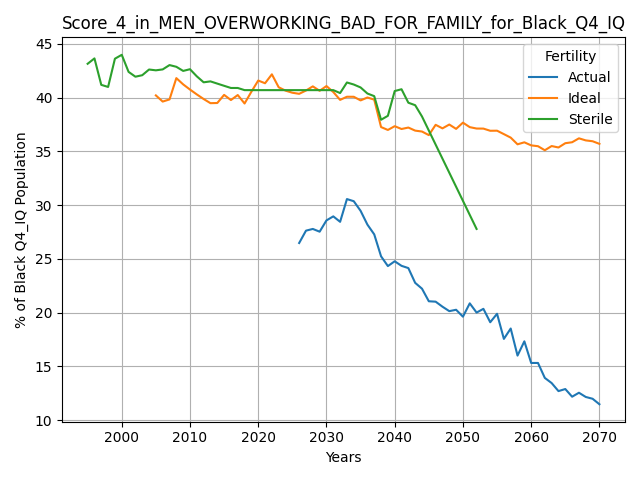 Score_4_in_MEN_OVERWORKING_BAD_FOR_FAMILY_for_Black_Q4_IQ
Fertility
Actual
Ideal
Sterile
% of Black Q4_IQ Population
45
40
35
30
25
20
15
10
2000 2010 2020 2030 2040 2050 2060 2070
Years